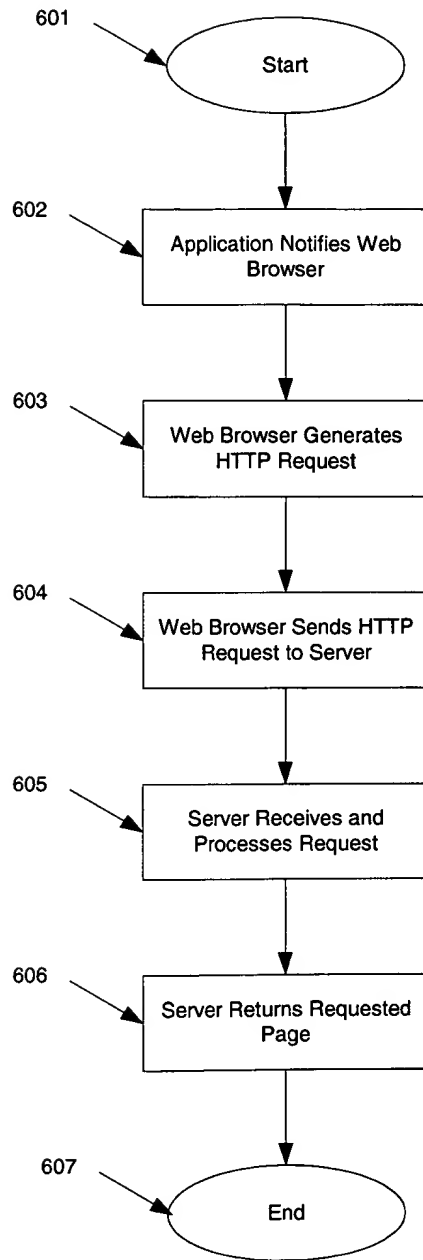 601
Start
602
Application Notifies Web
Browser
603
Web Browser Generates
HTTP Request
604
Web Browser Sends HTTP
Request to Server
605
Server Receives and
Processes Request
606
Server Returns Requested
Page
607
End